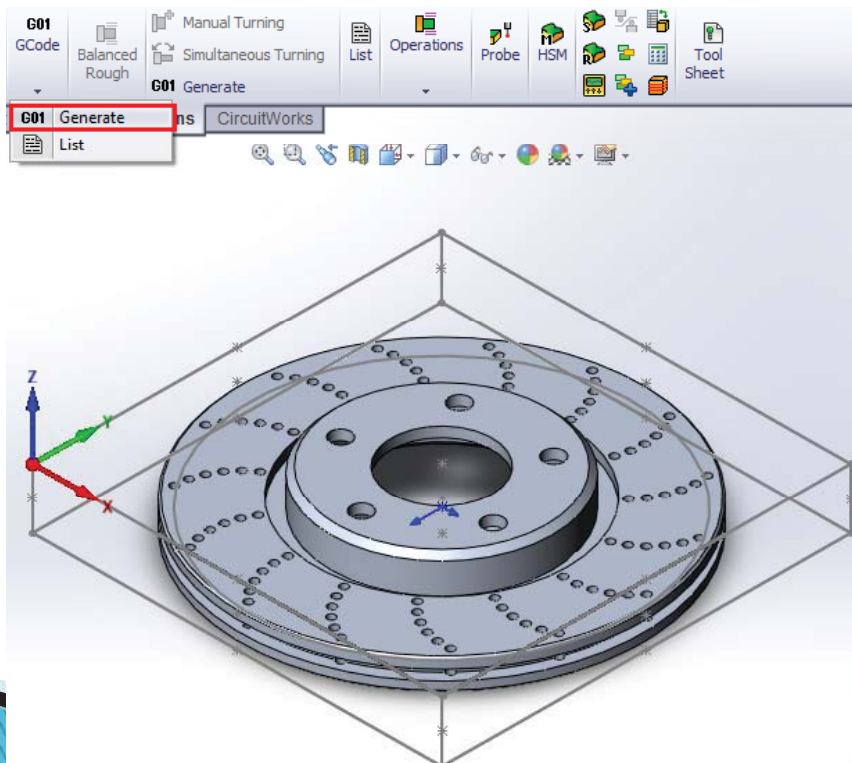 G01
GCode
Balanced
Rough
Manual Turning
Simultaneous Turning
G01 Generate
List
Operations
Probe
HSM
Tool
Sheet
G01 Generate
List
ns
CircuitWorks
Z
Y
X